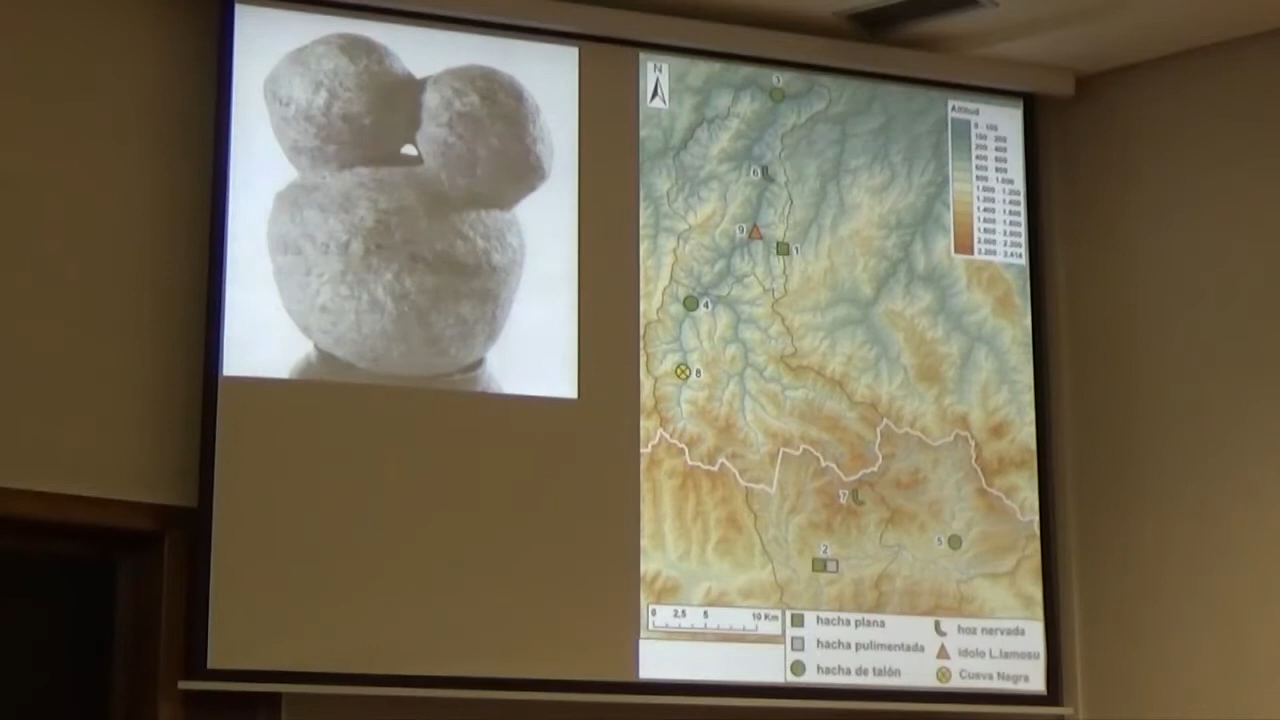 N
3
6
9
1
4
8
7
5
2
Altitud
0 - 100
100 - 200
200 - 400
400 - 600
600 - 800
800 - 1.000
1.000 - 1.200
1.200 - 1.400
1.400 - 1.600
1.600 - 1.800
1.800 - 2.000
2.000 - 2.200
2.200 - 2.414
0 2,5 5 10 Km
hacha plana
hacha pulimentada
hacha de talón
hoz nervada
ídolo L.lamosu
Cueva Negra